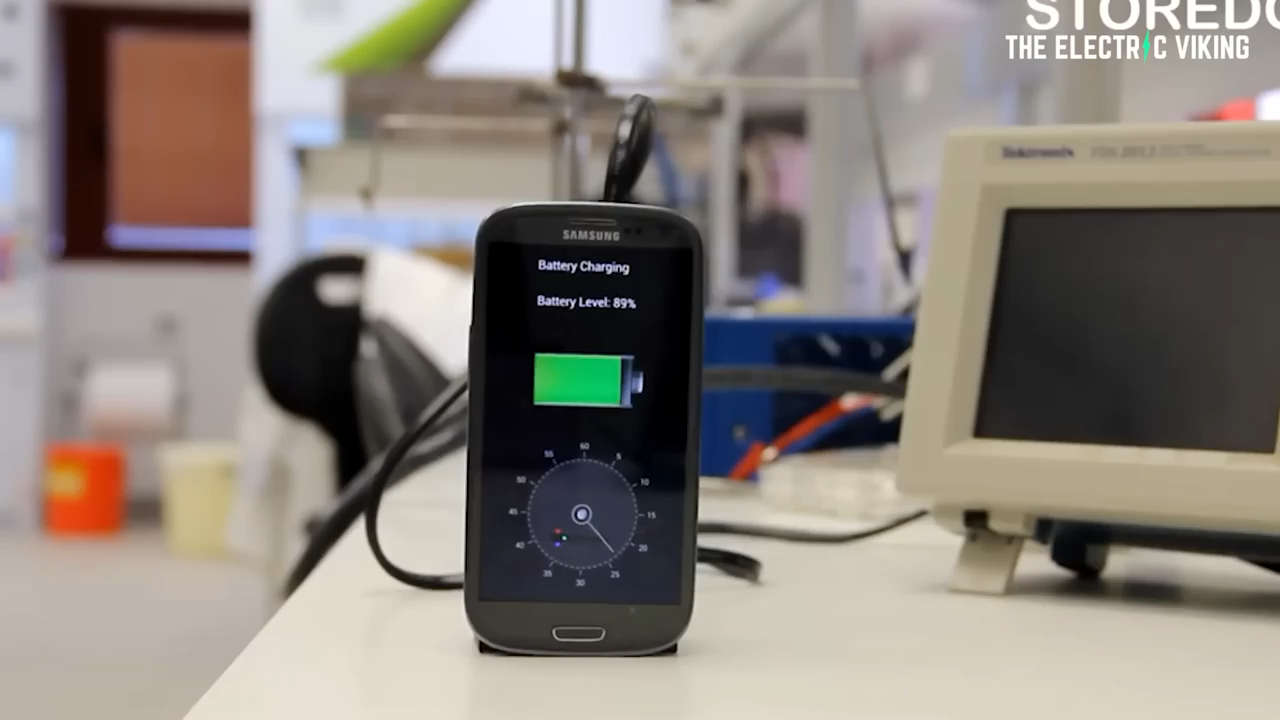 STOREDO
THE ELECTRIC VIKING
Tektronix
SAMSUNG
Battery Charging
Battery Level: 89%
60
55
5
50
10
45
15
40
20
35
25
30